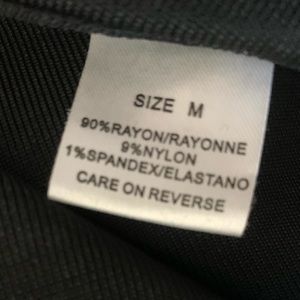 SIZE M
90%RAYON/RAYONNE
9%NYLON
1%SPANDEX/ELASTANO
CARE ON REVERSE